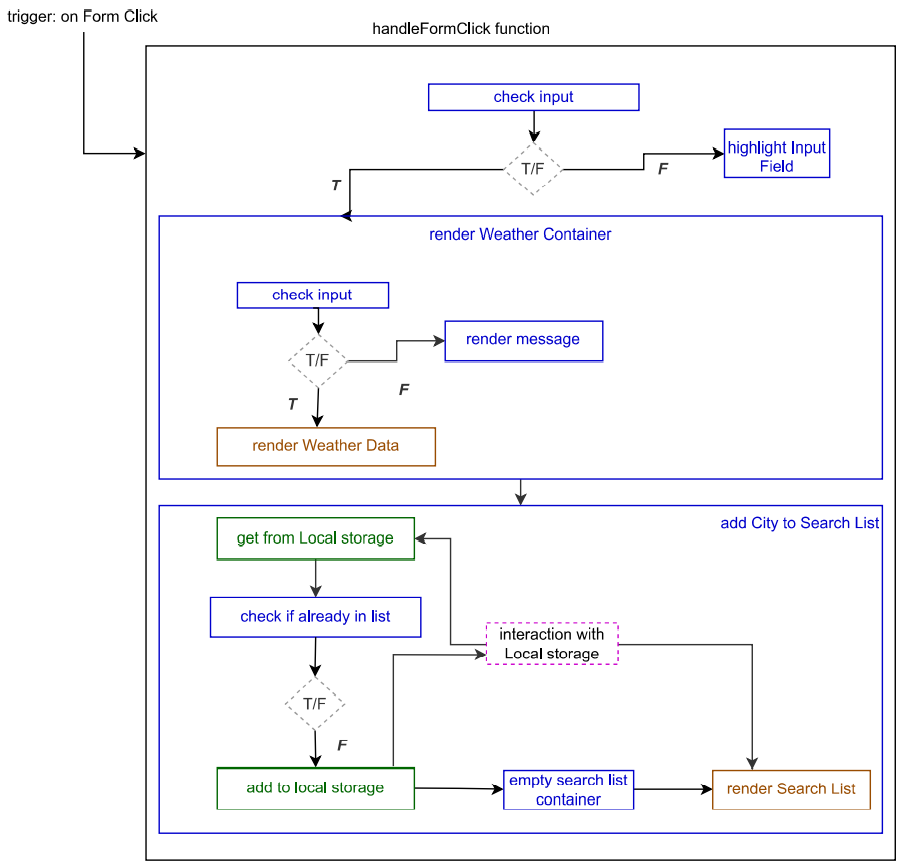 trigger: on Form Click
handleFormClick function
check input
T/F
T
F
highlight Input
Field
render Weather Container
check input
T/F
render message
T
F
render Weather Data
add City to Search List
get from Local storage
check if already in list
interaction with
Local storage
T/F
F
add to local storage
empty search list
container
render Search List